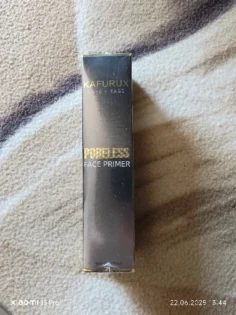 KAFURUX
PORELESS
FACE PRIMER
22.06.2025
5:44